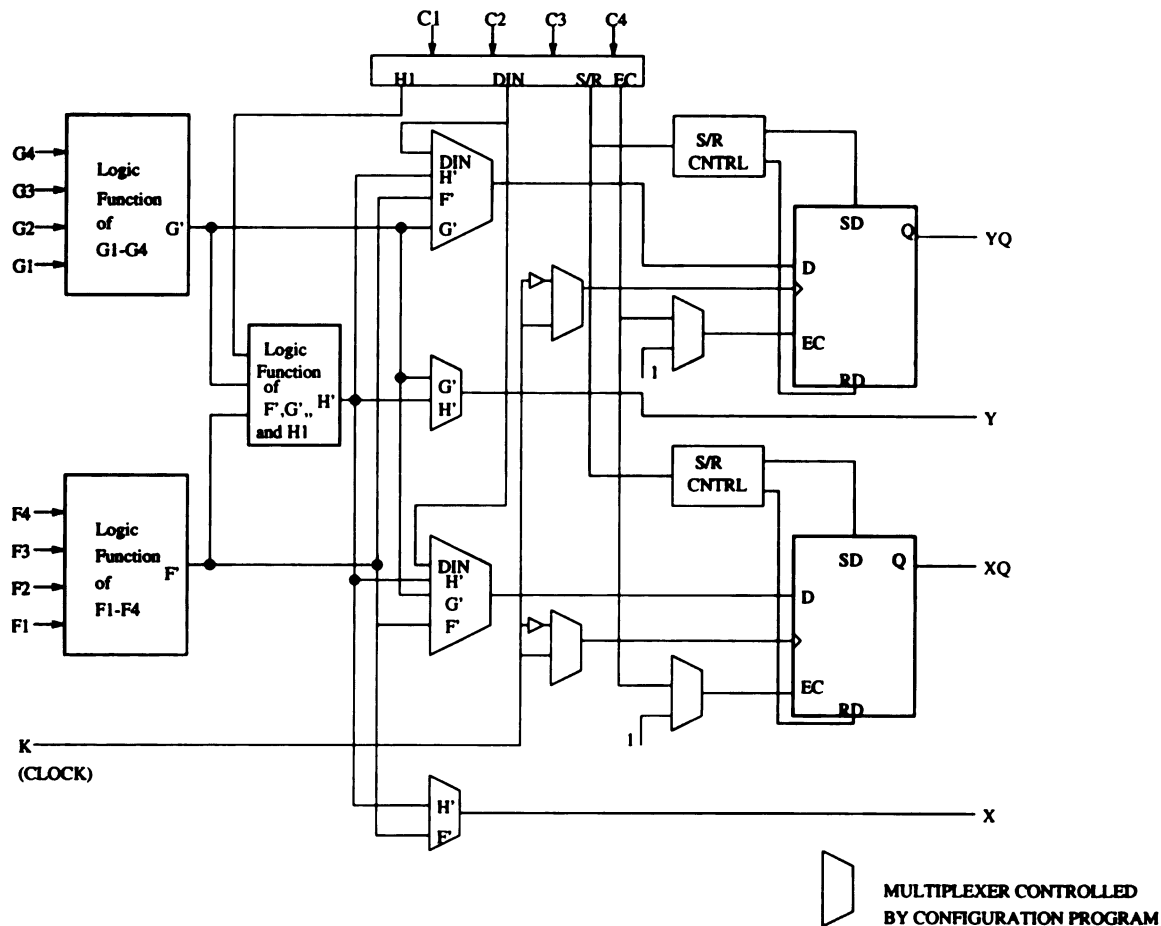 C1 C2 C3 C4
H1 DIN S/R EC
G4
G3
G2
G1
Logic
Function
of
G1-G4
G'
DIN
H'
F'
G'
S/R
CNTRL
SD
Q
YQ
D
EC
RD
1
Logic
Function
of
F',G',,
and H1
H'
G'
H'
Y
S/R
CNTRL
F4
F3
F2
F1
Logic
Function
of
F1-F4
F'
DIN
H'
G'
F'
SD
Q
XQ
D
EC
RD
1
K
(CLOCK)
H'
F'
X
MULTIPLEXER CONTROLLED
BY CONFIGURATION PROGRAM